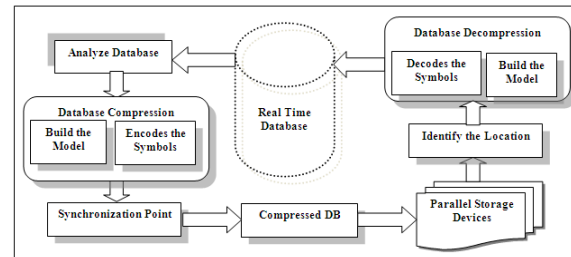 Analyze Database
Database Compression
Build the
Model
Encodes the
Symbols
Synchronization Point
Compressed DB
Parallel Storage
Devices
Identify the Location
Database Decompression
Decodes the
Symbols
Build the
Model
Real Time
Database